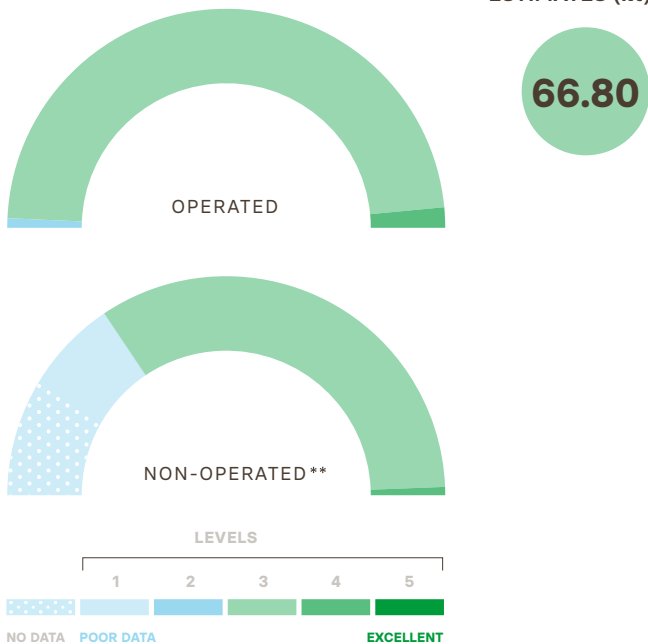 66.80
OPERATED
NON-OPERATED**
LEVELS
1 2 3 4 5
NO DATA POOR DATA EXCELLENT